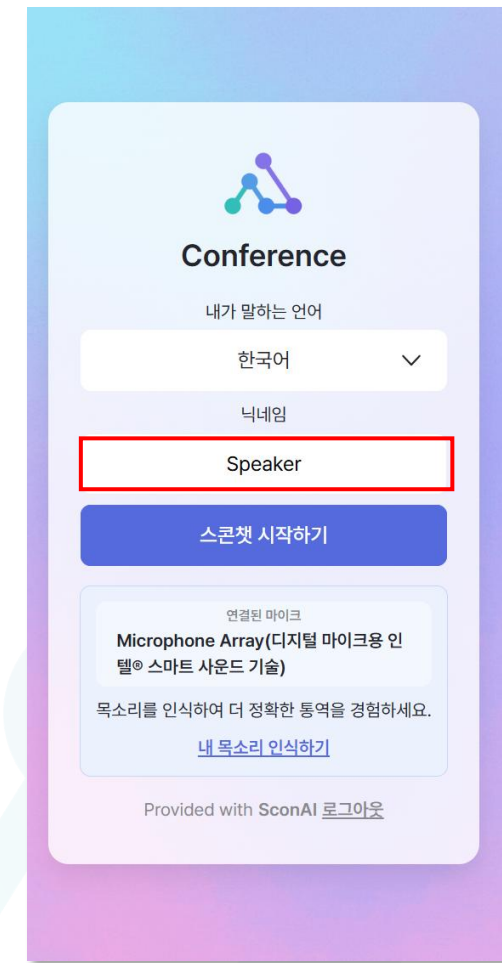 Conference
내가 말하는 언어
한국어
닉네임
Speaker
스콘챗 시작하기
연결된 마이크
Microphone Array(디지털 마이크용 인
텔® 스마트 사운드 기술)
목소리를 인식하여 더 정확한 통역을 경험하세요.
내 목소리 인식하기
Provided with SconAI 로그아웃